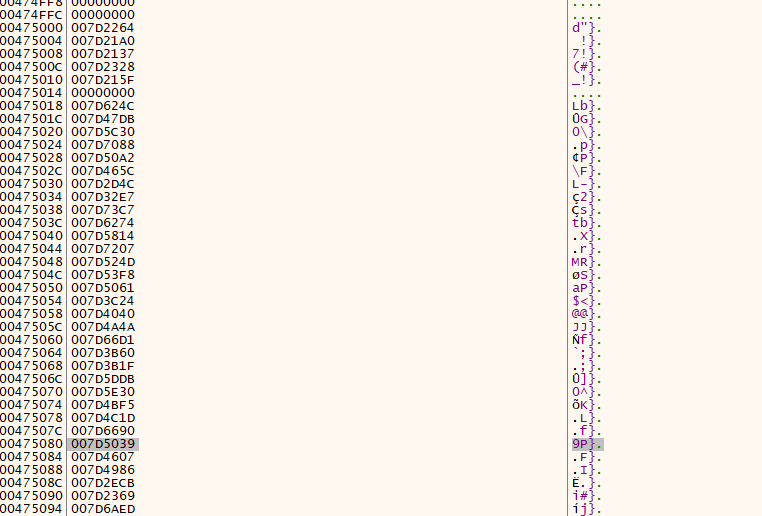 00474FF8 00000000 ....
00474FFC 00000000 ....
00475000 007D2264 d"}.
00475004 007D21A0  !}.
00475008 007D2137 7!}.
0047500C 007D2328 (#}.
00475010 007D215F _!}.
00475014 00000000 ....
00475018 007D624C Lb}.
0047501C 007D47DB ÛG}.
00475020 007D5C30 0\}.
00475024 007D7088 .p}.
00475028 007D50A2 ¢P}.
0047502C 007D465C \F}.
00475030 007D2D4C L-}.
00475034 007D32E7 ç2}.
00475038 007D73C7 Çs}.
0047503C 007D6274 tb}.
00475040 007D5814 .X}.
00475044 007D7207 .r}.
00475048 007D524D MR}.
0047504C 007D53F8 øS}.
00475050 007D5061 aP}.
00475054 007D3C24 $<}.
00475058 007D4040 @@}.
0047505C 007D4A4A JJ}.
00475060 007D66D1 Ñf}.
00475064 007D3B60 `;}.
00475068 007D3B1F .;}.
0047506C 007D5DDB Û]}.
00475070 007D5E30 0^}.
00475074 007D4BF5 õK}.
00475078 007D4C1D .L}.
0047507C 007D6690 .f}.
00475080 007D5039 9P}.
00475084 007D4607 .F}.
00475088 007D4986 .I}.
0047508C 007D2ECB Ë.}.
00475090 007D2369 i#}.
00475094 007D6AED íj}.